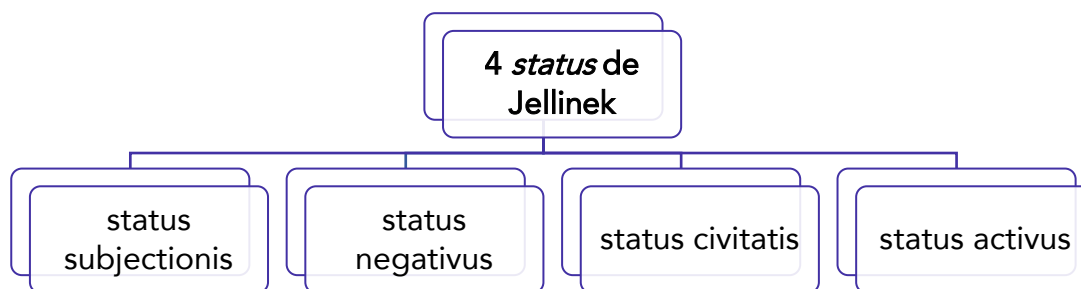 4 status de
Jellinek
status
subjectionis
status
negativus
status civitatis
status activus